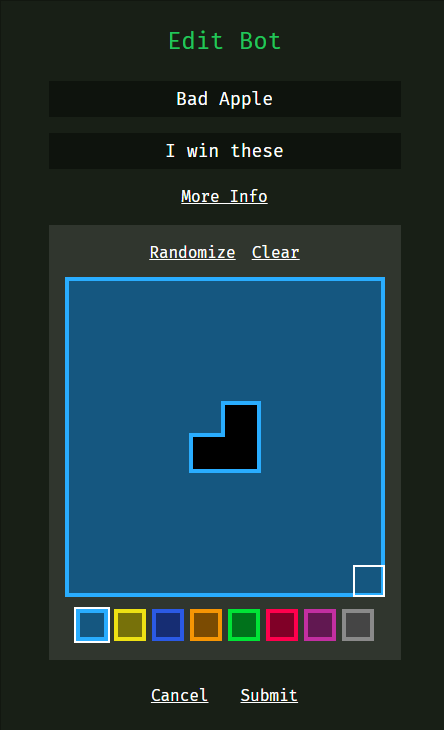 Edit Bot
Bad Apple
I win these
More Info
Randomize Clear
Cancel Submit